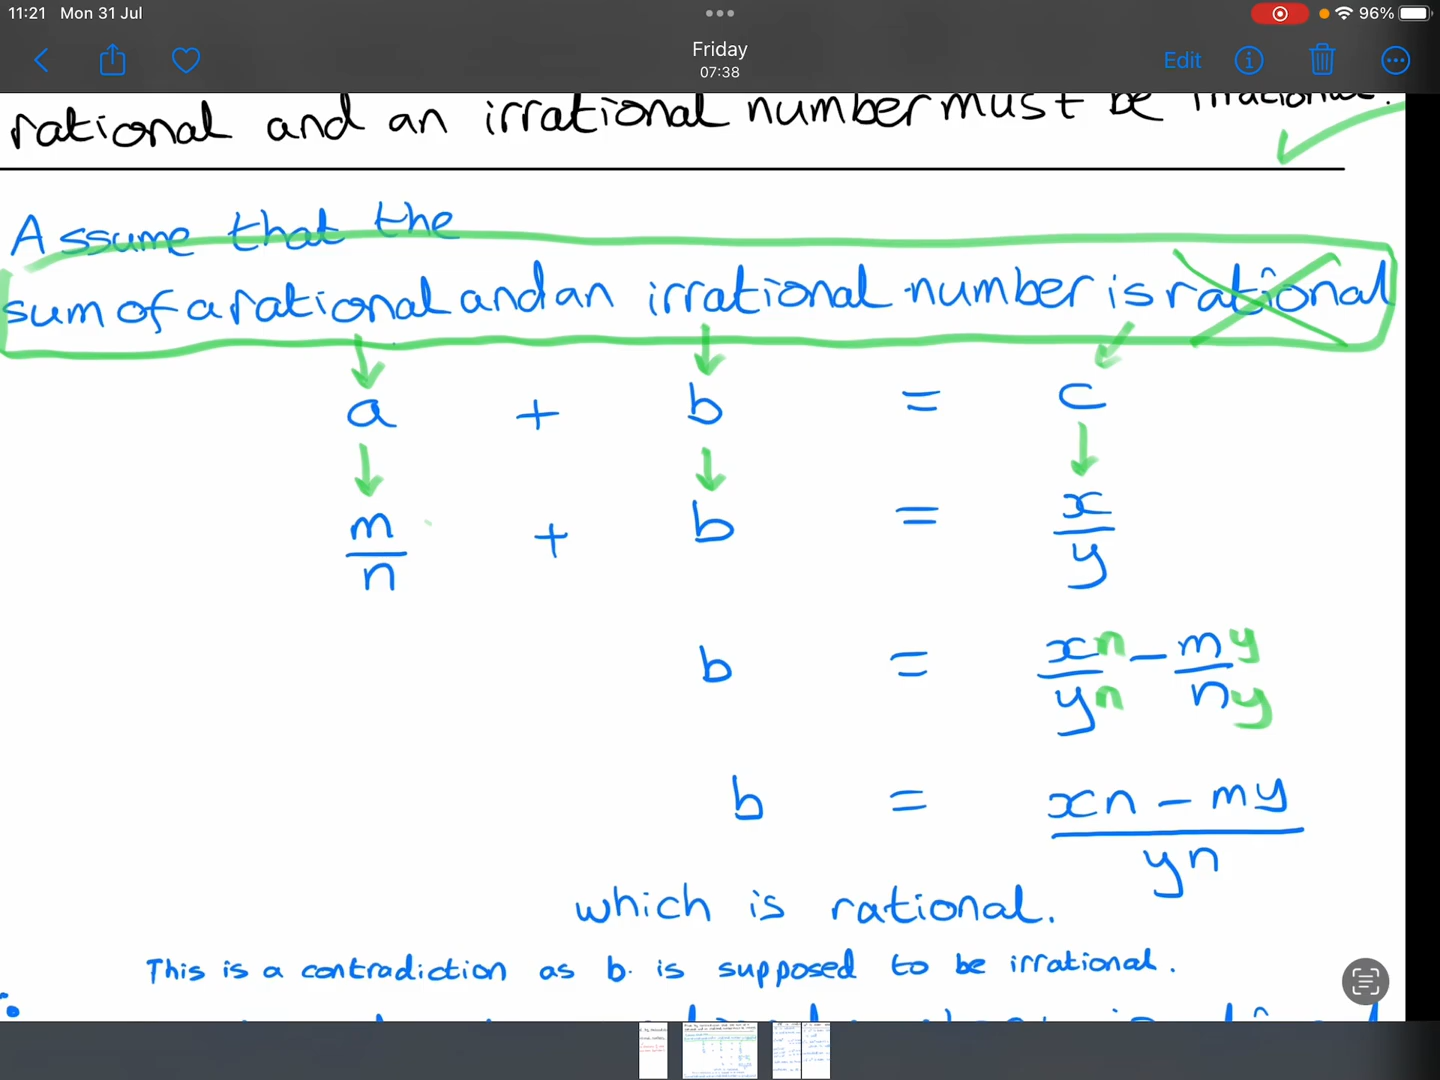 11:21 Mon 31 Jul
96%
Friday
07:38
Edit
rational and an irrational number must be irrational.
Assume that the
sum of a rational and an irrational number is rational
a + b = c
m/n + b = x/y
b = xn/yn - my/ny
b = xn - my/yn
which is rational.
This is a contradiction as b is supposed to be irrational.